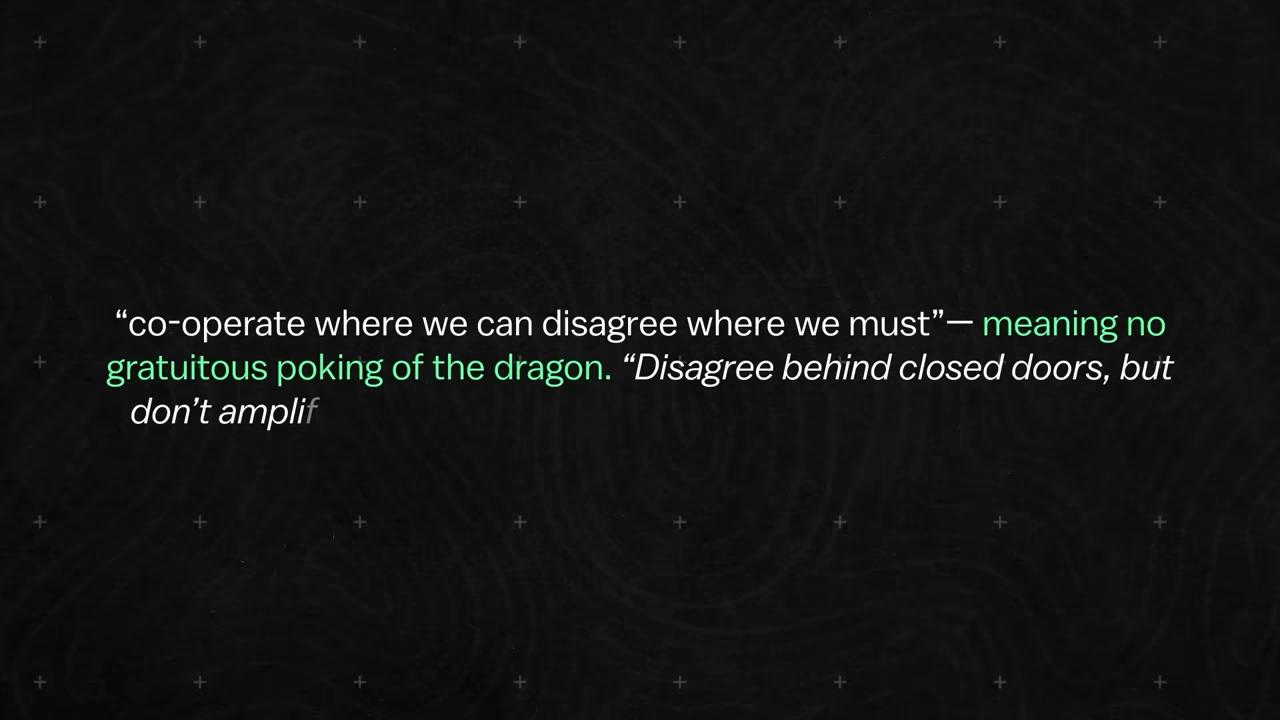 “co-operate where we can disagree where we must”— meaning no
gratuitous poking of the dragon. “Disagree behind closed doors, but
don’t amplif